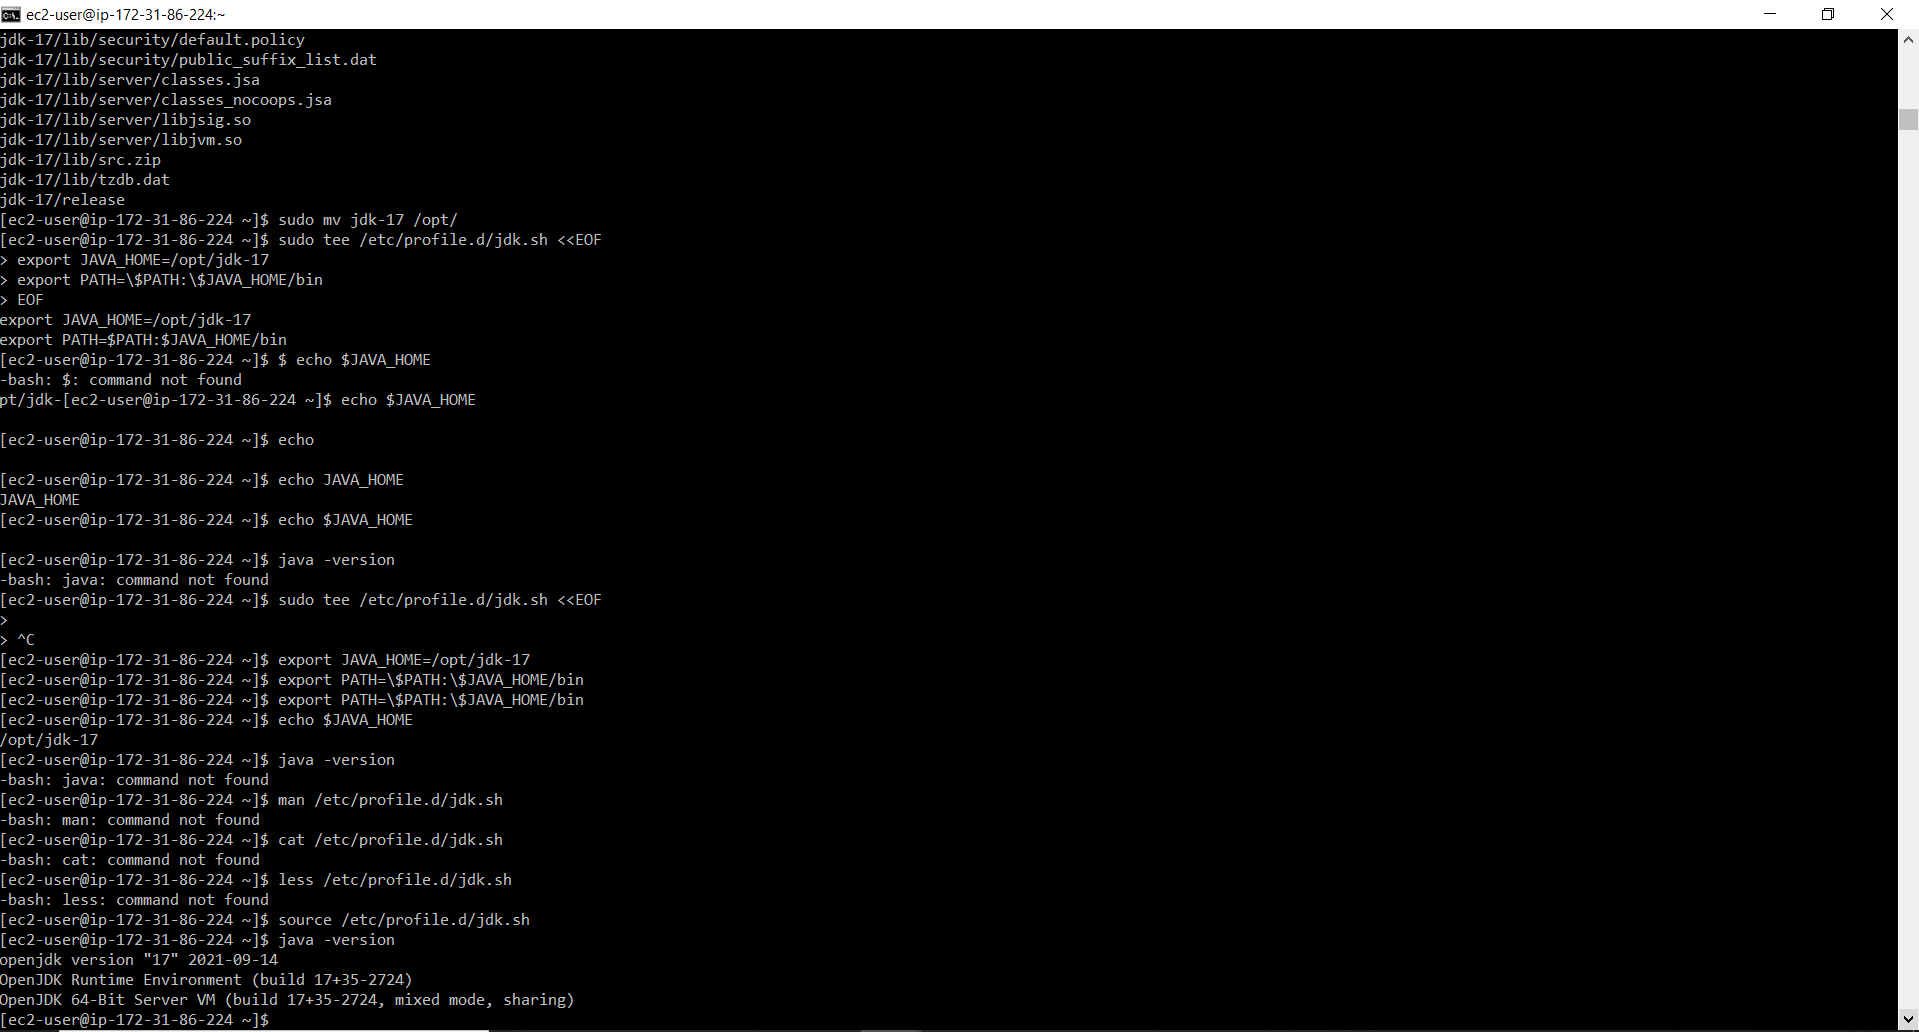 ec2-user@ip-172-31-86-224:~
jdk-17/lib/security/default.policy
jdk-17/lib/security/public_suffix_list.dat
jdk-17/lib/server/classes.jsa
jdk-17/lib/server/classes_nocoops.jsa
jdk-17/lib/server/libjsig.so
jdk-17/lib/server/libjvm.so
jdk-17/lib/src.zip
jdk-17/lib/tzdb.dat
jdk-17/release
[ec2-user@ip-172-31-86-224 ~]$ sudo mv jdk-17 /opt/
[ec2-user@ip-172-31-86-224 ~]$ sudo tee /etc/profile.d/jdk.sh <<EOF
> export JAVA_HOME=/opt/jdk-17
> export PATH=\$PATH:\$JAVA_HOME/bin
> EOF
export JAVA_HOME=/opt/jdk-17
export PATH=$PATH:$JAVA_HOME/bin
[ec2-user@ip-172-31-86-224 ~]$ $ echo $JAVA_HOME
-bash: $: command not found
pt/jdk-[ec2-user@ip-172-31-86-224 ~]$ echo $JAVA_HOME

[ec2-user@ip-172-31-86-224 ~]$ echo

[ec2-user@ip-172-31-86-224 ~]$ echo JAVA_HOME
JAVA_HOME
[ec2-user@ip-172-31-86-224 ~]$ echo $JAVA_HOME

[ec2-user@ip-172-31-86-224 ~]$ java -version
-bash: java: command not found
[ec2-user@ip-172-31-86-224 ~]$ sudo tee /etc/profile.d/jdk.sh <<EOF
>
> ^C
[ec2-user@ip-172-31-86-224 ~]$ export JAVA_HOME=/opt/jdk-17
[ec2-user@ip-172-31-86-224 ~]$ export PATH=\$PATH:\$JAVA_HOME/bin
[ec2-user@ip-172-31-86-224 ~]$ export PATH=\$PATH:\$JAVA_HOME/bin
[ec2-user@ip-172-31-86-224 ~]$ echo $JAVA_HOME
/opt/jdk-17
[ec2-user@ip-172-31-86-224 ~]$ java -version
-bash: java: command not found
[ec2-user@ip-172-31-86-224 ~]$ man /etc/profile.d/jdk.sh
-bash: man: command not found
[ec2-user@ip-172-31-86-224 ~]$ cat /etc/profile.d/jdk.sh
-bash: cat: command not found
[ec2-user@ip-172-31-86-224 ~]$ less /etc/profile.d/jdk.sh
-bash: less: command not found
[ec2-user@ip-172-31-86-224 ~]$ source /etc/profile.d/jdk.sh
[ec2-user@ip-172-31-86-224 ~]$ java -version
openjdk version "17" 2021-09-14
OpenJDK Runtime Environment (build 17+35-2724)
OpenJDK 64-Bit Server VM (build 17+35-2724, mixed mode, sharing)
[ec2-user@ip-172-31-86-224 ~]$